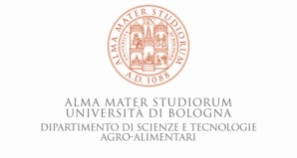 ALMA MATER STUDIORUM
A.D. 1088
ALMA MATER STUDIORUM
UNIVERSITÀ DI BOLOGNA
DIPARTIMENTO DI SCIENZE E TECNOLOGIE
AGRO-ALIMENTARI